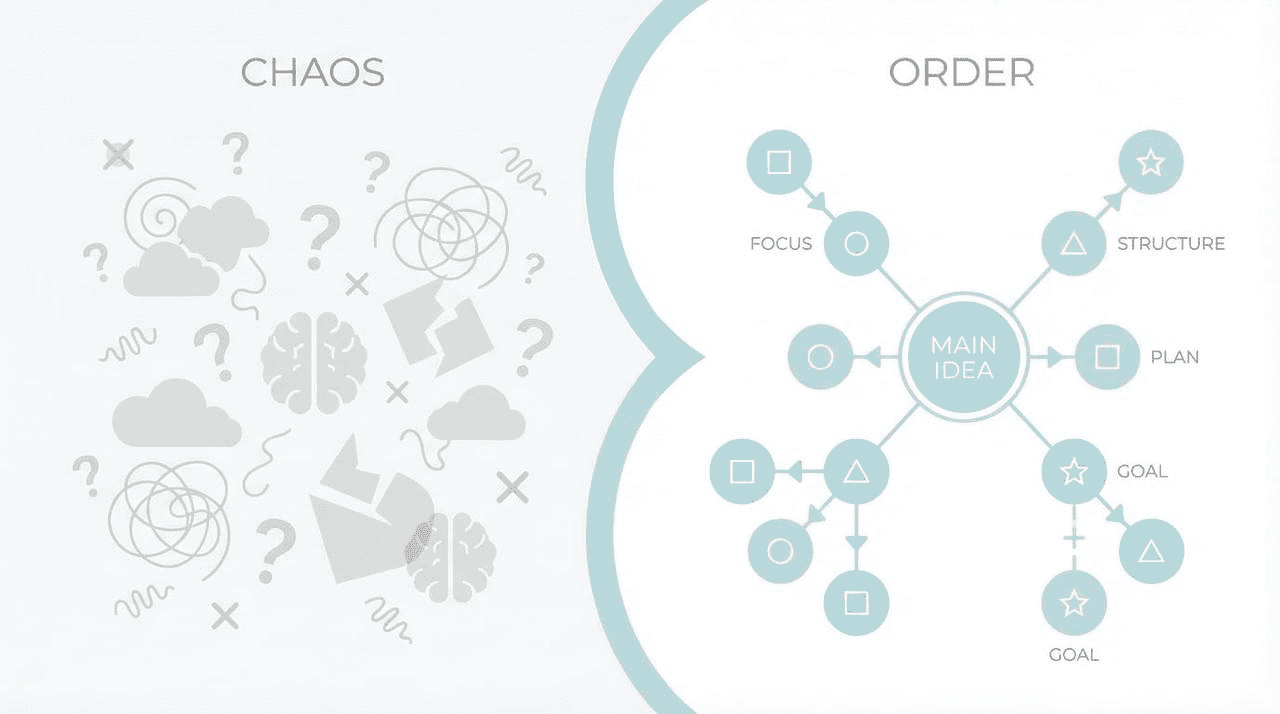 CHAOS
?
?
?
?
?
?
?
?
?
ORDER
FOCUS
STRUCTURE
MAIN
IDEA
PLAN
GOAL
GOAL